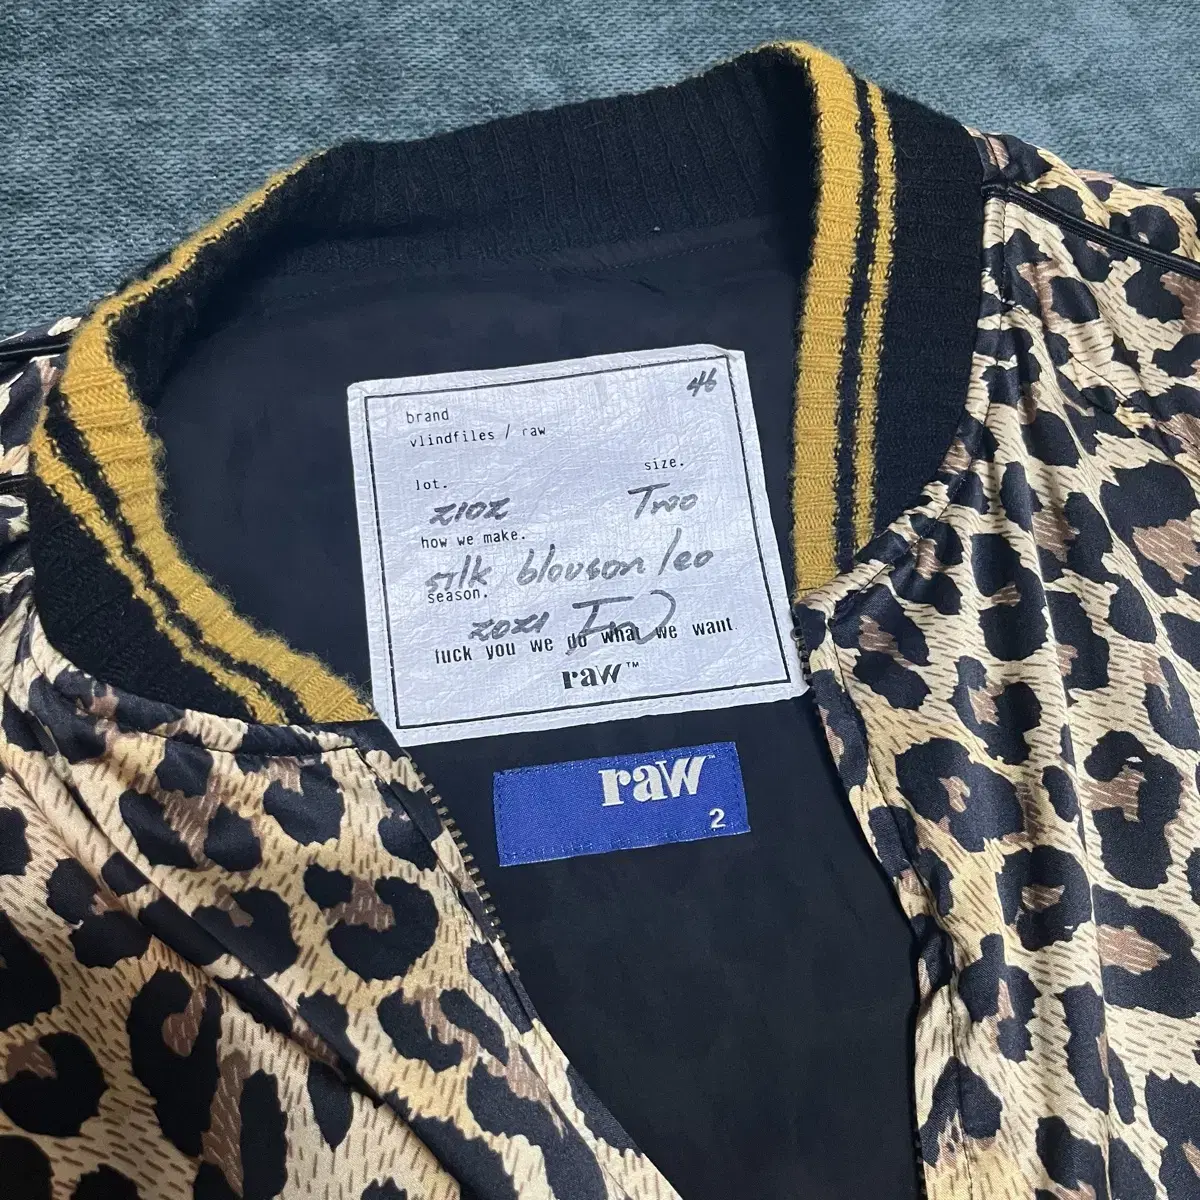 46
brand
vlindfiles / raw
size.
lot.
2102 Two
how we make.
silk blouson leo
season.
2021
fuck you we do what we want
raw™
raw™
2